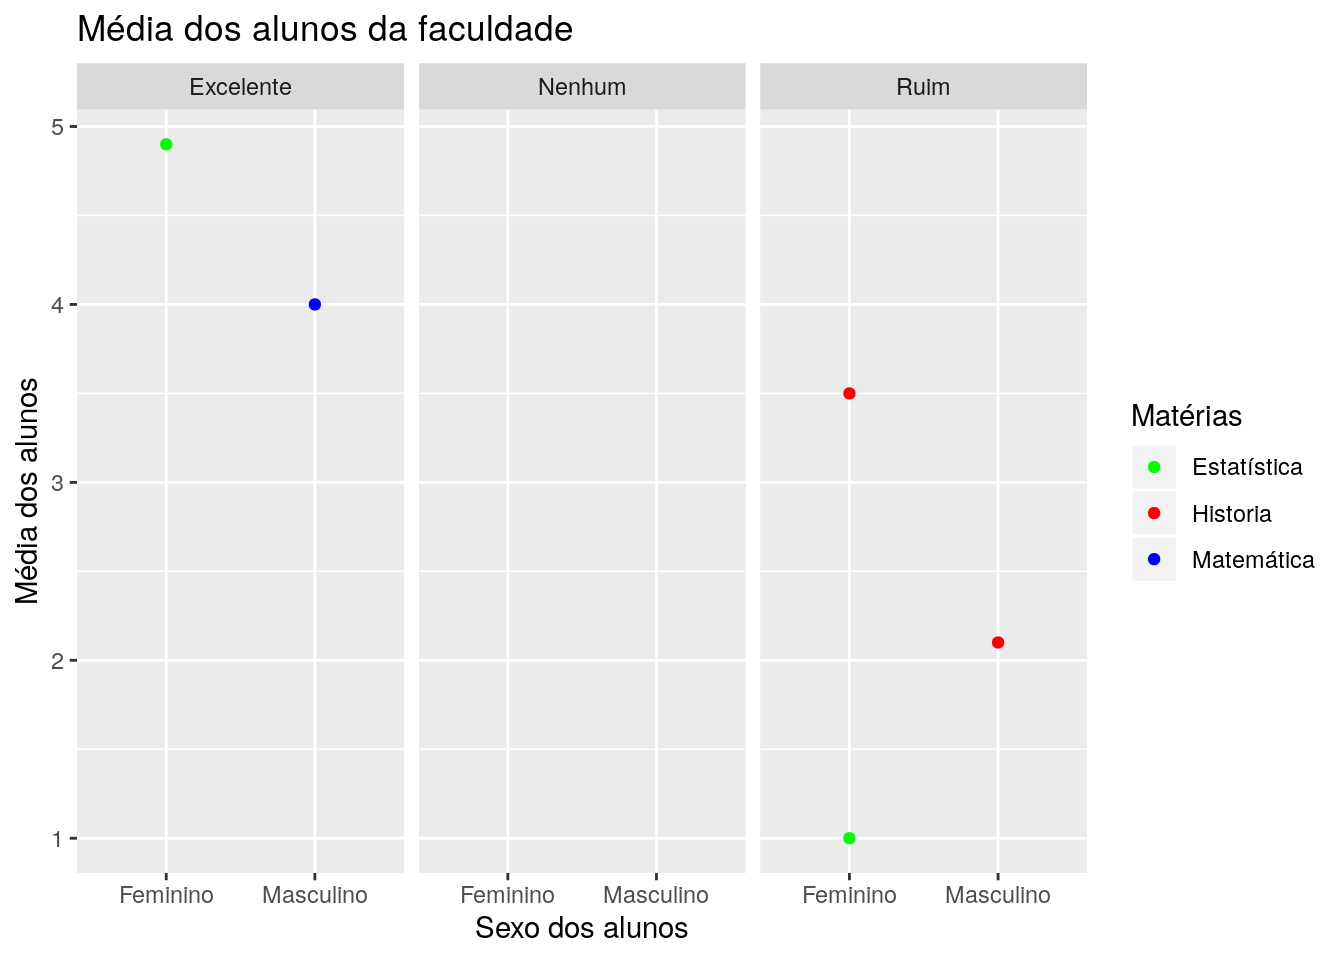 Média dos alunos da faculdade
Excelente
Nenhum
Ruim
5
4
3
2
1
Média dos alunos
Feminino
Masculino
Feminino
Masculino
Feminino
Masculino
Sexo dos alunos
Matérias
Estatística
Historia
Matemática